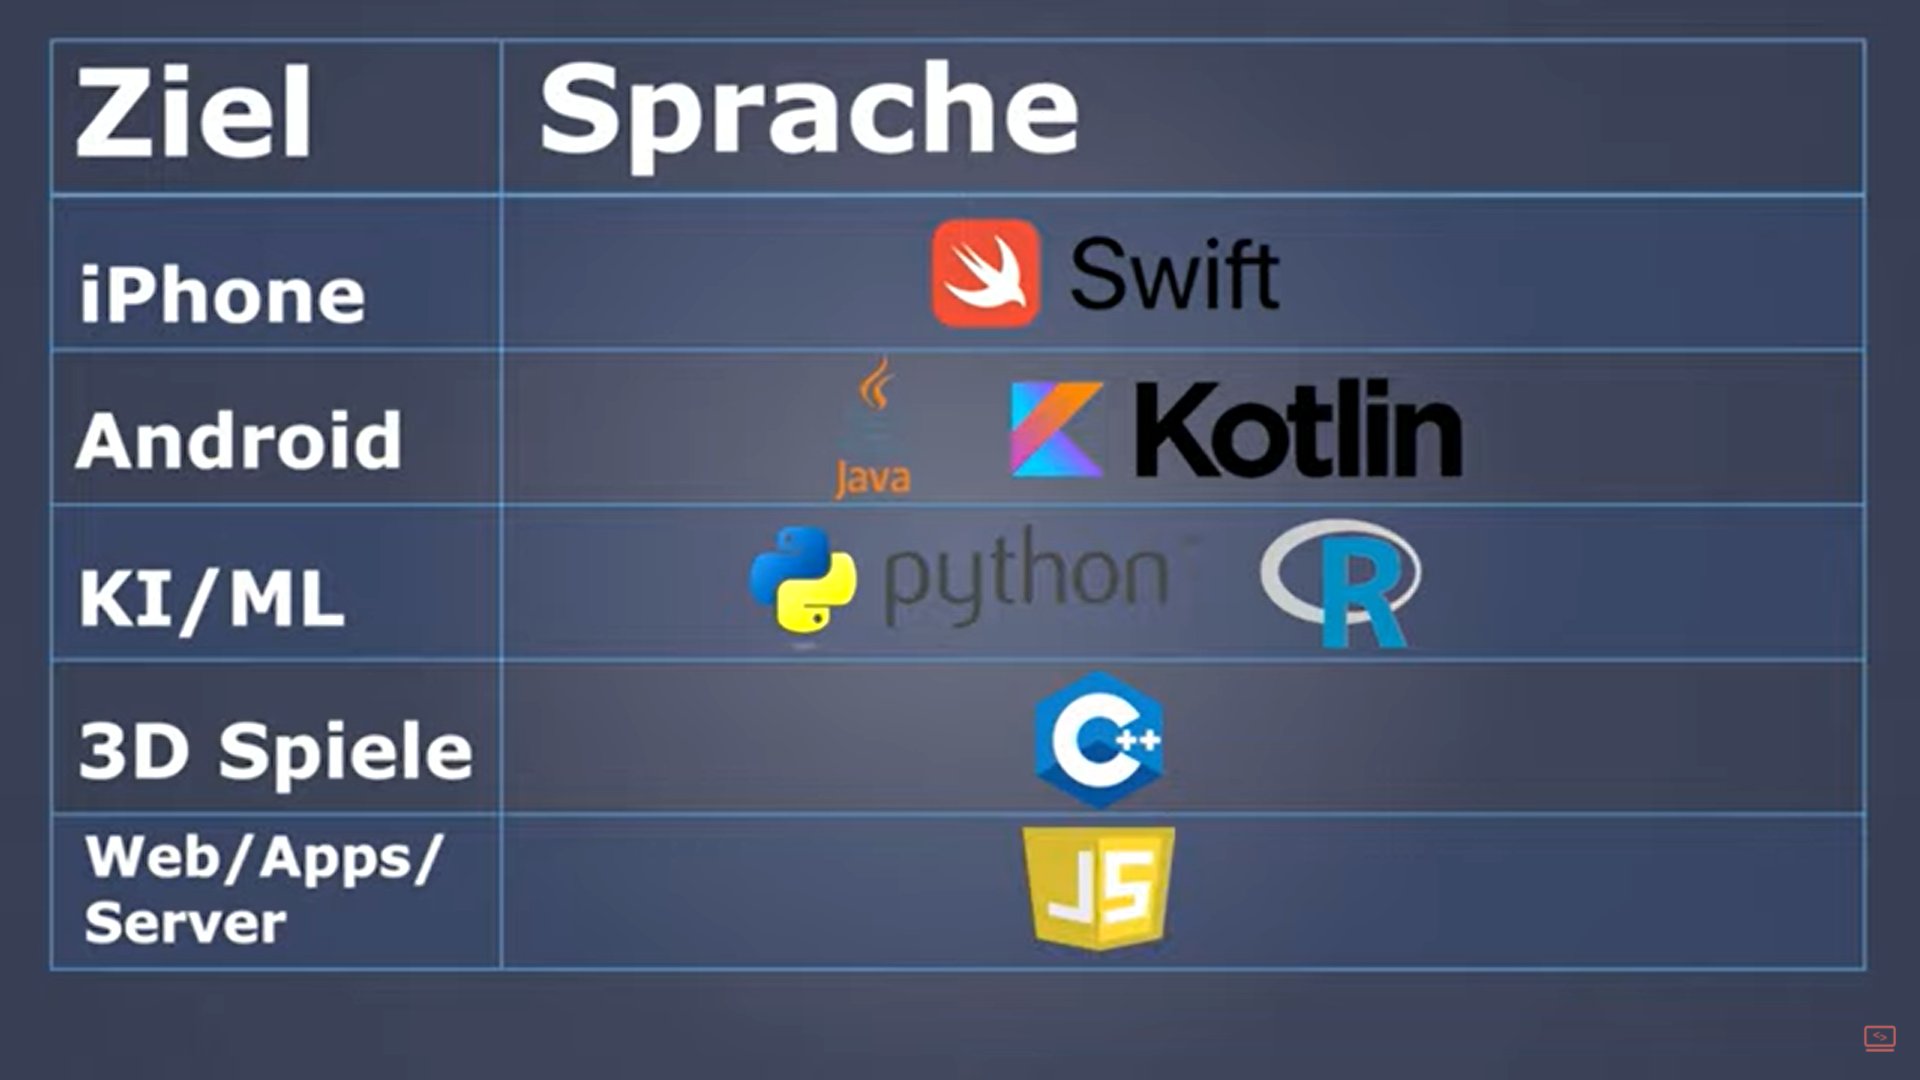 Ziel Sprache
iPhone Swift
Android Java Kotlin
KI/ML python R
3D Spiele C++
Web/Apps/
Server JS
<>